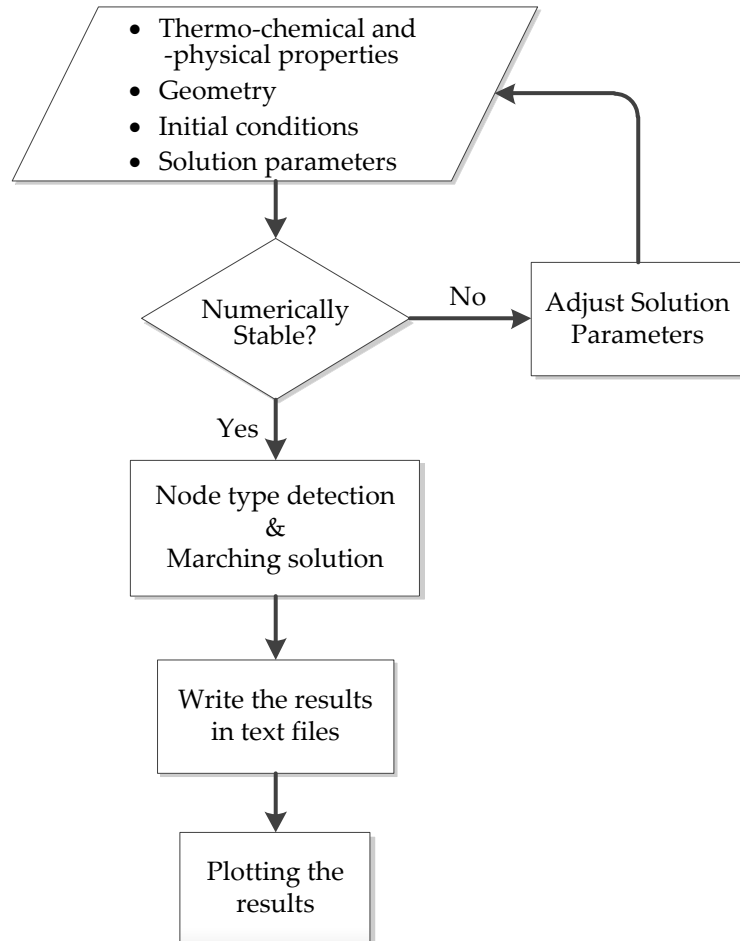 • Thermo-chemical and
-physical properties
• Geometry
• Initial conditions
• Solution parameters
Numerically
Stable?
No
Adjust Solution
Parameters
Yes
Node type detection
&
Marching solution
Write the results
in text files
Plotting the
results